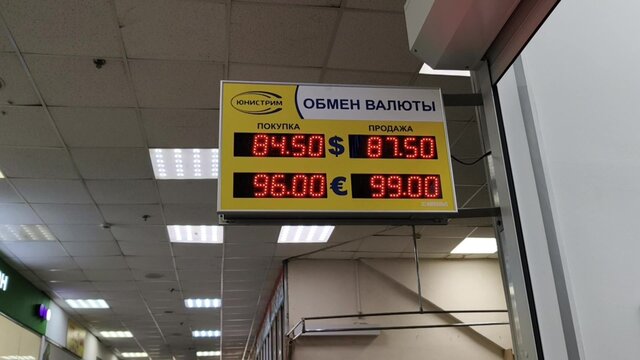 ЮНИСТРИМ
ОБМЕН ВАЛЮТЫ
ПОКУПКА ПРОДАЖА
84.50 $ 87.50
96.00 € 99.00